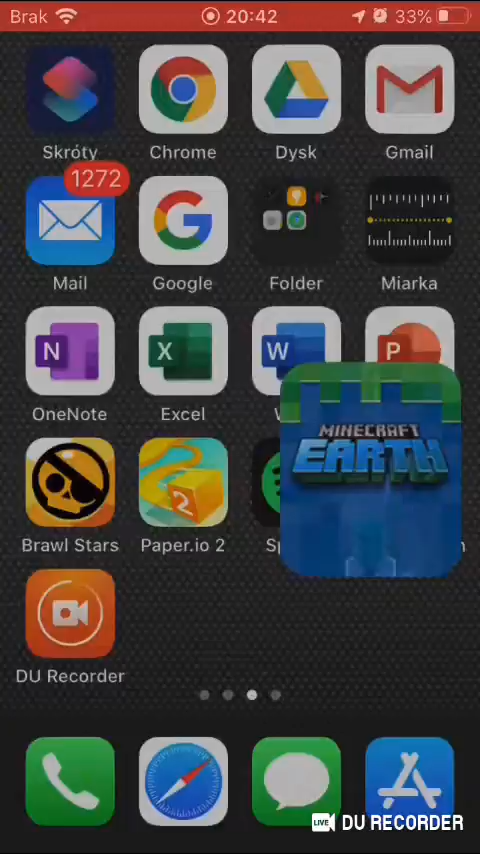 Brak 20:42 33%
Skróty Chrome Dysk Gmail
1272
Mail Google Folder Miarka
N X W P
OneNote Excel
MINECRAFT
EARTH
2
Brawl Stars Paper.io 2
DU Recorder
LIVE DU RECORDER